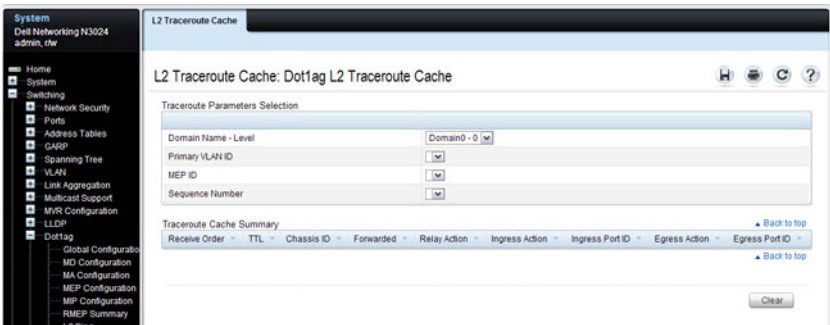 System
Dell Networking N3024
admin, r/w
Home
System
Switching
Network Security
Ports
Address Tables
GARP
Spanning Tree
VLAN
Link Aggregation
Multicast Support
MVR Configuration
LLDP
Dot1ag
Global Configuratio
MD Configuration
MA Configuration
MEP Configuration
MIP Configuration
RMEP Summary
L2 Traceroute Cache
L2 Traceroute Cache: Dot1ag L2 Traceroute Cache
Traceroute Parameters Selection
Domain Name - Level Domain0 - 0
Primary VLAN ID
MEP ID
Sequence Number
Traceroute Cache Summary Back to top
Receive Order TTL Chassis ID Forwarded Relay Action Ingress Action Ingress Port ID Egress Action Egress Port ID
Back to top
Clear